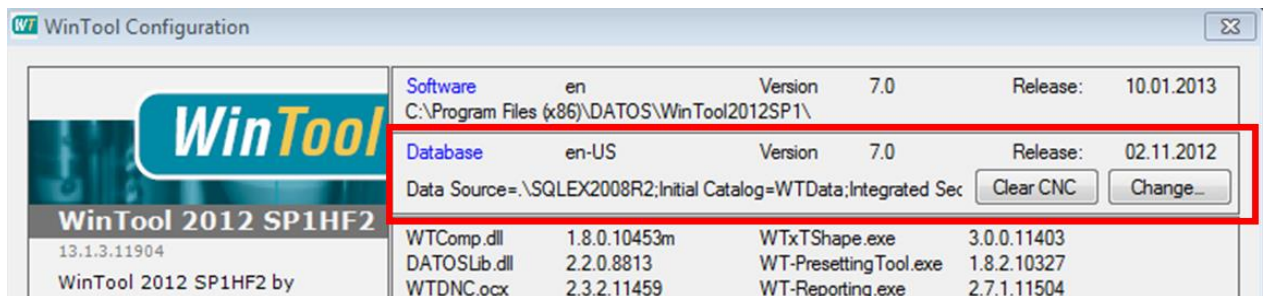 WT WinTool Configuration
Software en Version 7.0 Release: 10.01.2013
C:\Program Files (x86)\DATOS\WinTool2012SP1\
WinTool
Database en-US Version 7.0 Release: 02.11.2012
Data Source=.\SQLEX2008R2;Initial Catalog=WTData;Integrated Sec Clear CNC Change...
WinTool 2012 SP1HF2
13.1.3.11904
WinTool 2012 SP1HF2 by
WTComp.dll 1.8.0.10453m WTxTShape.exe 3.0.0.11403
DATOSLib.dll 2.2.0.8813 WT-PresettingTool.exe 1.8.2.10327
WTDNC.ocx 2.3.2.11459 WT-Reporting.exe 2.7.1.11504